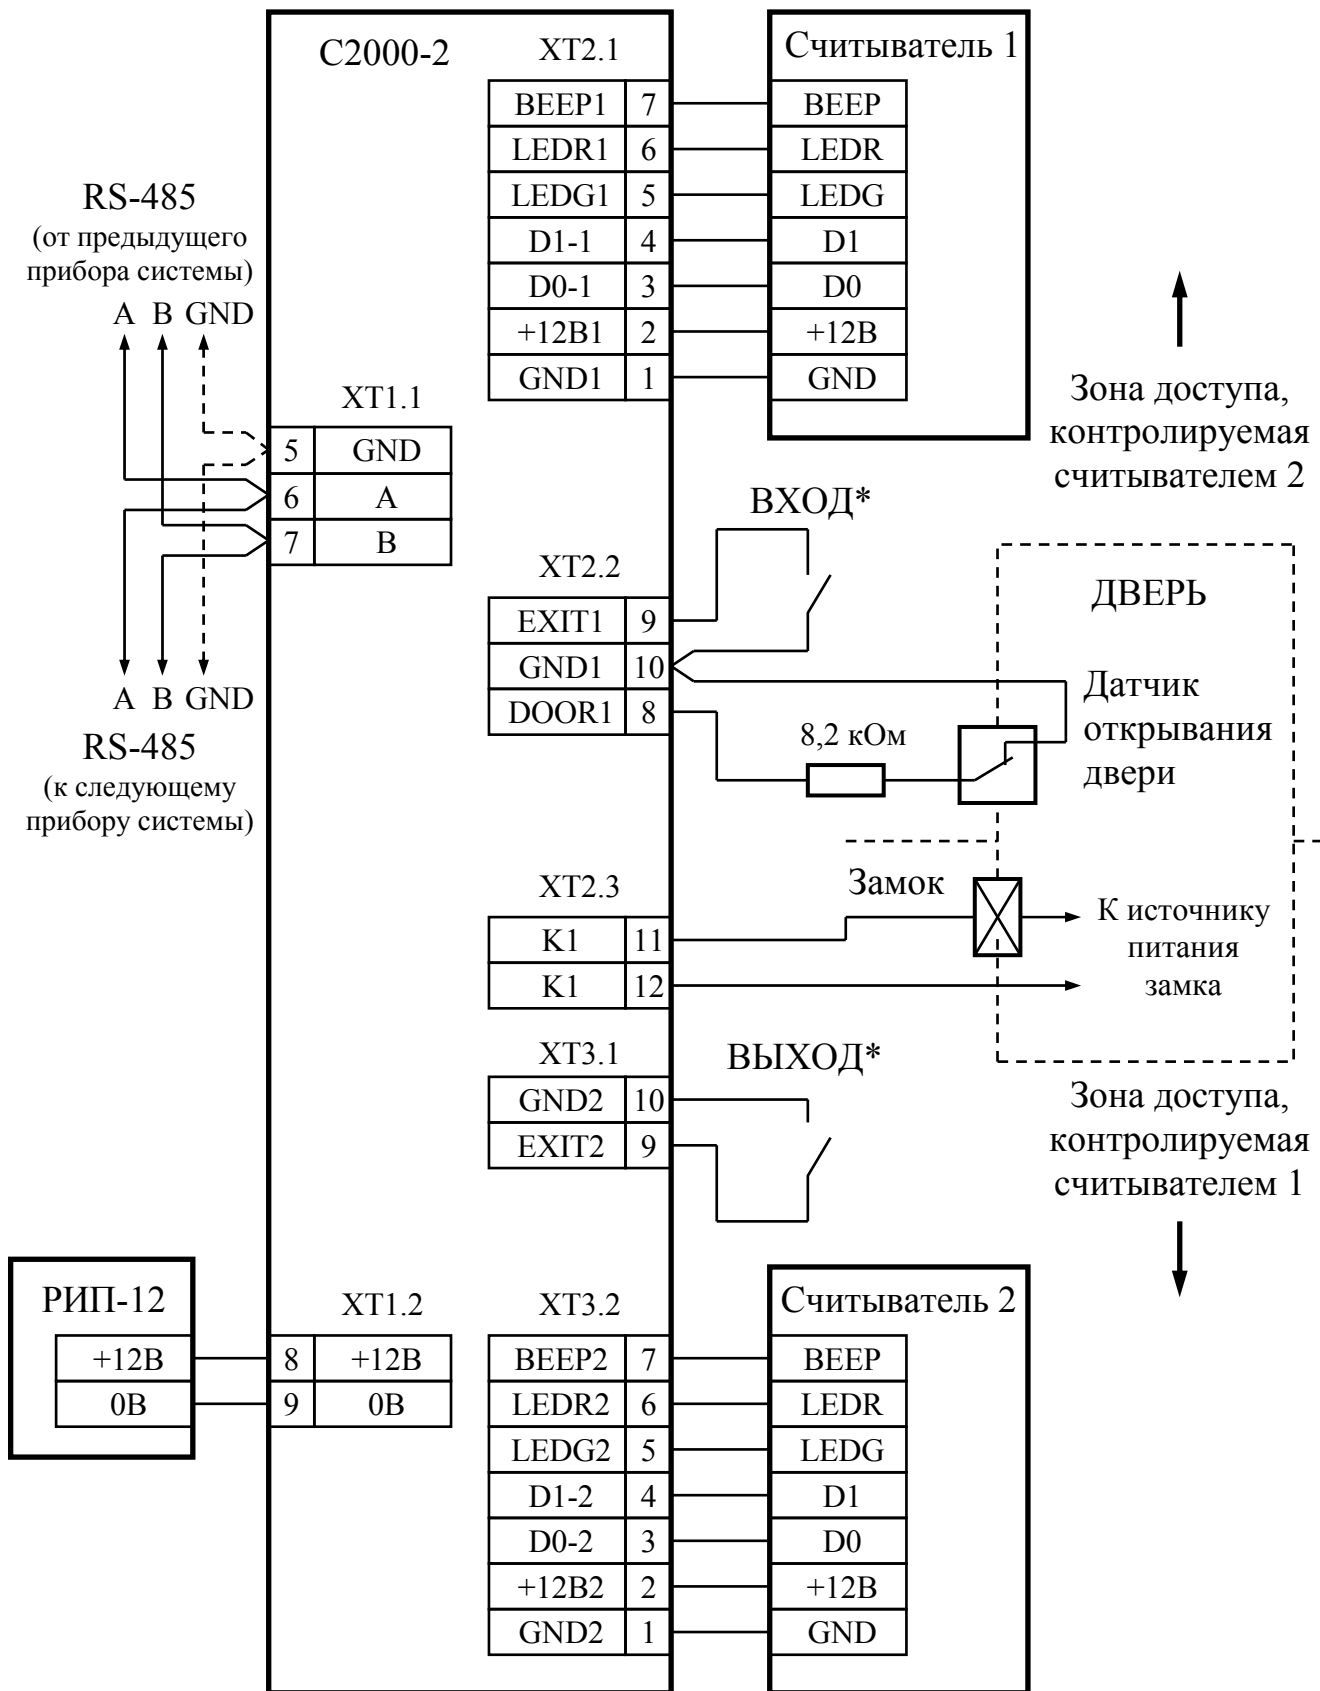 С2000-2
XT2.1
BEEP1 7
LEDR1 6
LEDG1 5
D1-1 4
D0-1 3
+12В1 2
GND1 1
Считыватель 1
BEEP
LEDR
LEDG
D1
D0
+12В
GND
RS-485
(от предыдущего
прибора системы)
A B GND
XT1.1
5 GND
6 A
7 B
A B GND
RS-485
(к следующему
прибору системы)
Зона доступа,
контролируемая
считывателем 2
ВХОД*
XT2.2
EXIT1 9
GND1 10
DOOR1 8
8,2 кОм
ДВЕРЬ
Датчик
открывания
двери
XT2.3
K1 11
K1 12
Замок
К источнику
питания
замка
XT3.1
GND2 10
EXIT2 9
ВЫХОД*
Зона доступа,
контролируемая
считывателем 1
РИП-12
+12В
0В
XT1.2
8 +12В
9 0В
XT3.2
BEEP2 7
LEDR2 6
LEDG2 5
D1-2 4
D0-2 3
+12В2 2
GND2 1
Считыватель 2
BEEP
LEDR
LEDG
D1
D0
+12В
GND